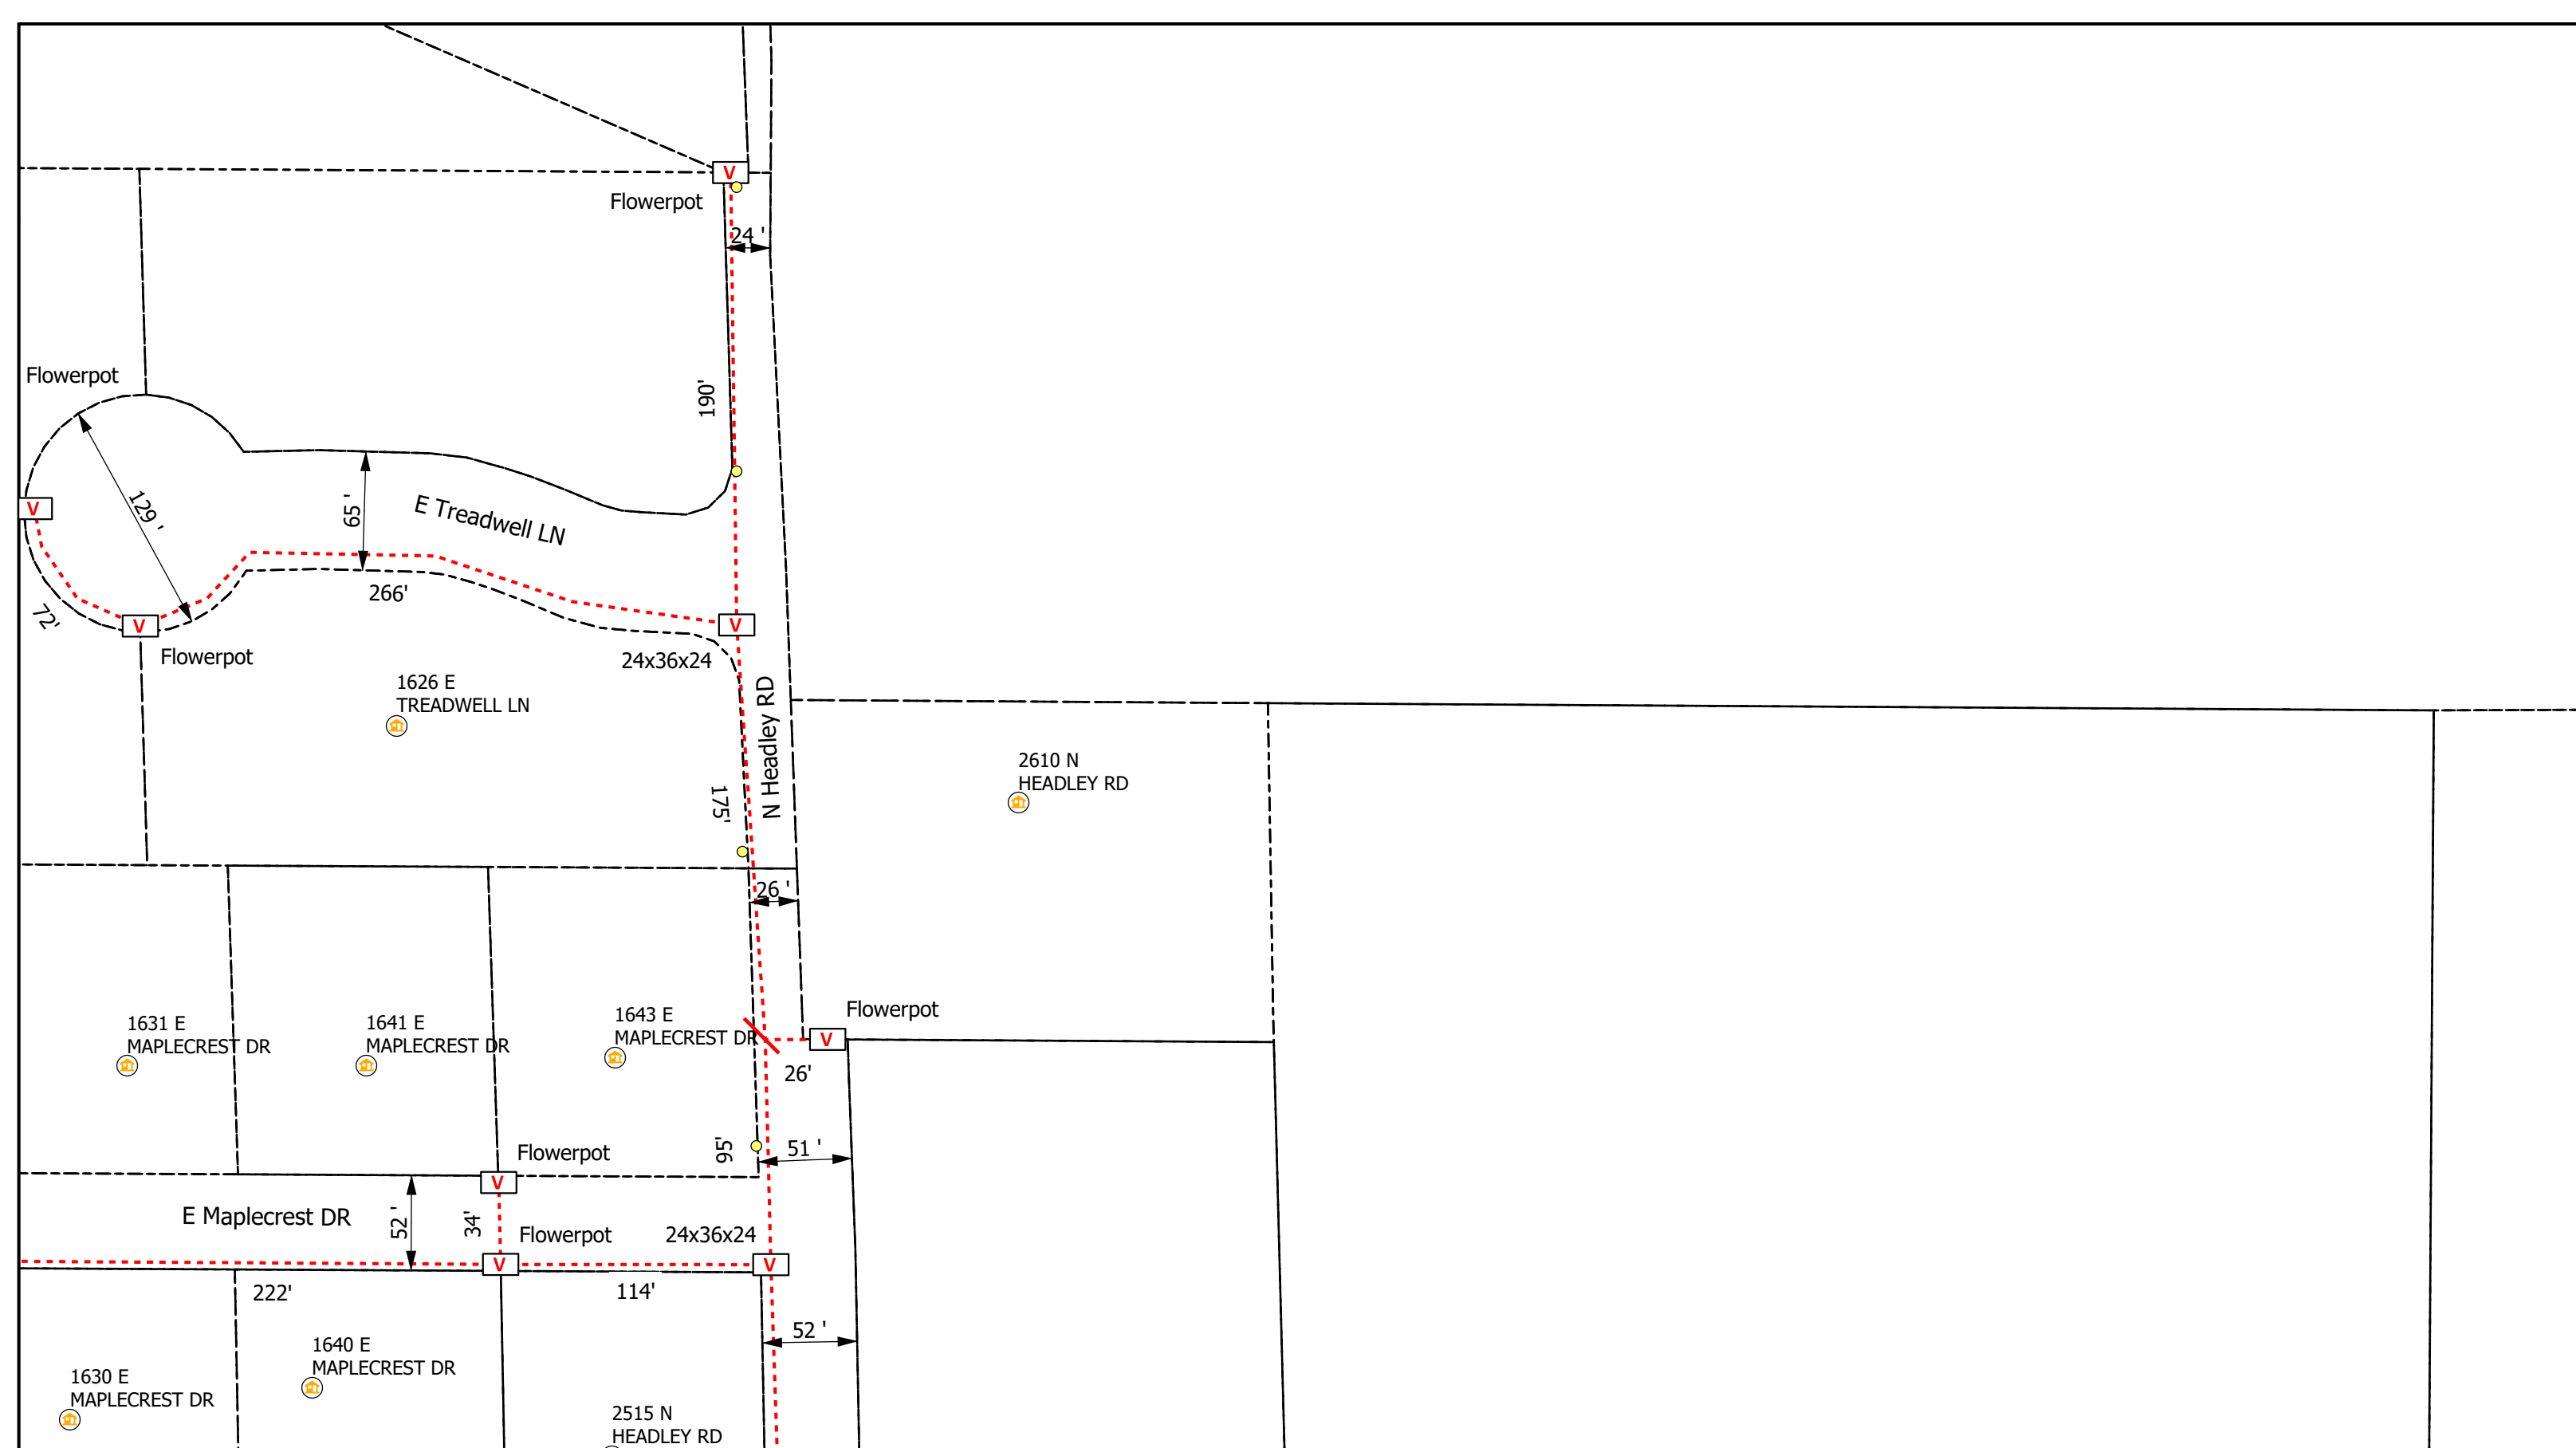 V
Flowerpot
24 '
Flowerpot
190'
V
129 '
65 '
E Treadwell LN
266'
72'
V
V
Flowerpot
24x36x24
1626 E
TREADWELL LN
N Headley RD
175'
2610 N
HEADLEY RD
26 '
Flowerpot
V
1631 E
MAPLECREST DR
1641 E
MAPLECREST DR
1643 E
MAPLECREST DR
26'
95'
51 '
Flowerpot
V
E Maplecrest DR
52 '
34'
Flowerpot
24x36x24
V
V
222'
114'
52 '
1640 E
MAPLECREST DR
1630 E
MAPLECREST DR
2515 N
HEADLEY RD